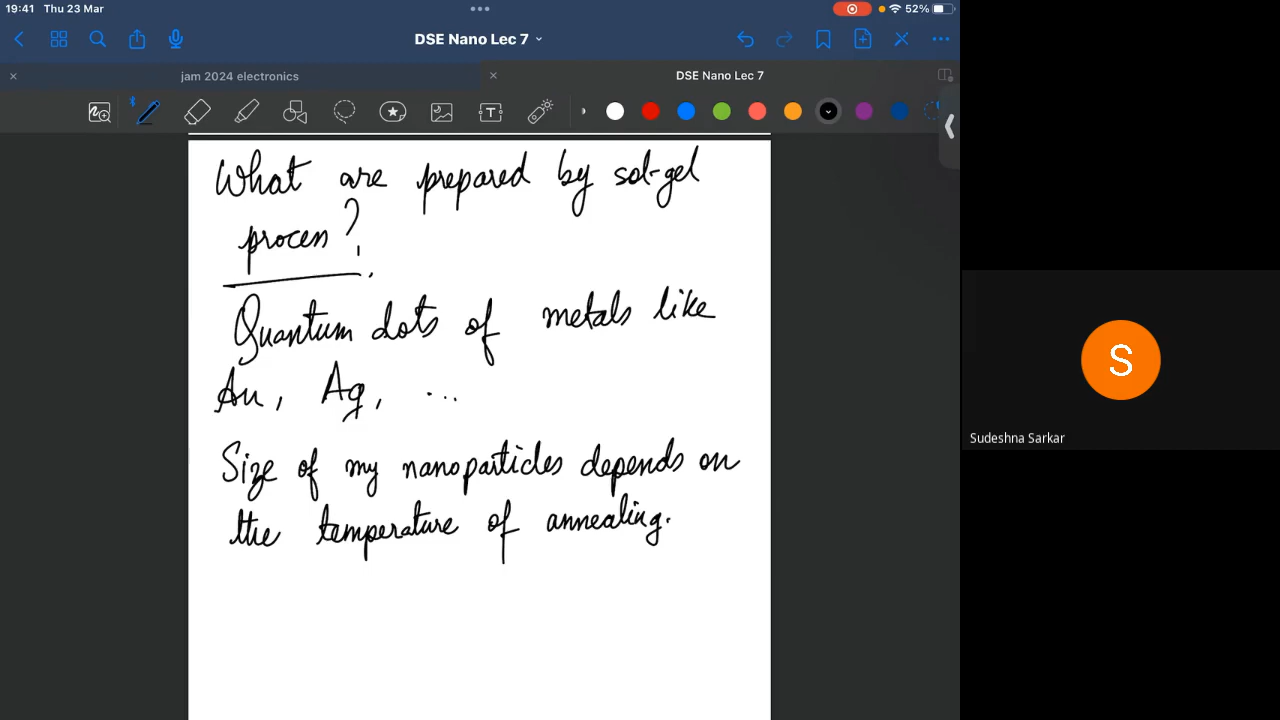 19:41 Thu 23 Mar
52%
DSE Nano Lec 7
jam 2024 electronics
DSE Nano Lec 7
What are prepared by sol-gel
process?
Quantum dots of metals like
Au, Ag, ...
Size of my nanoparticles depends on
the temperature of annealing.
S
Sudeshna Sarkar